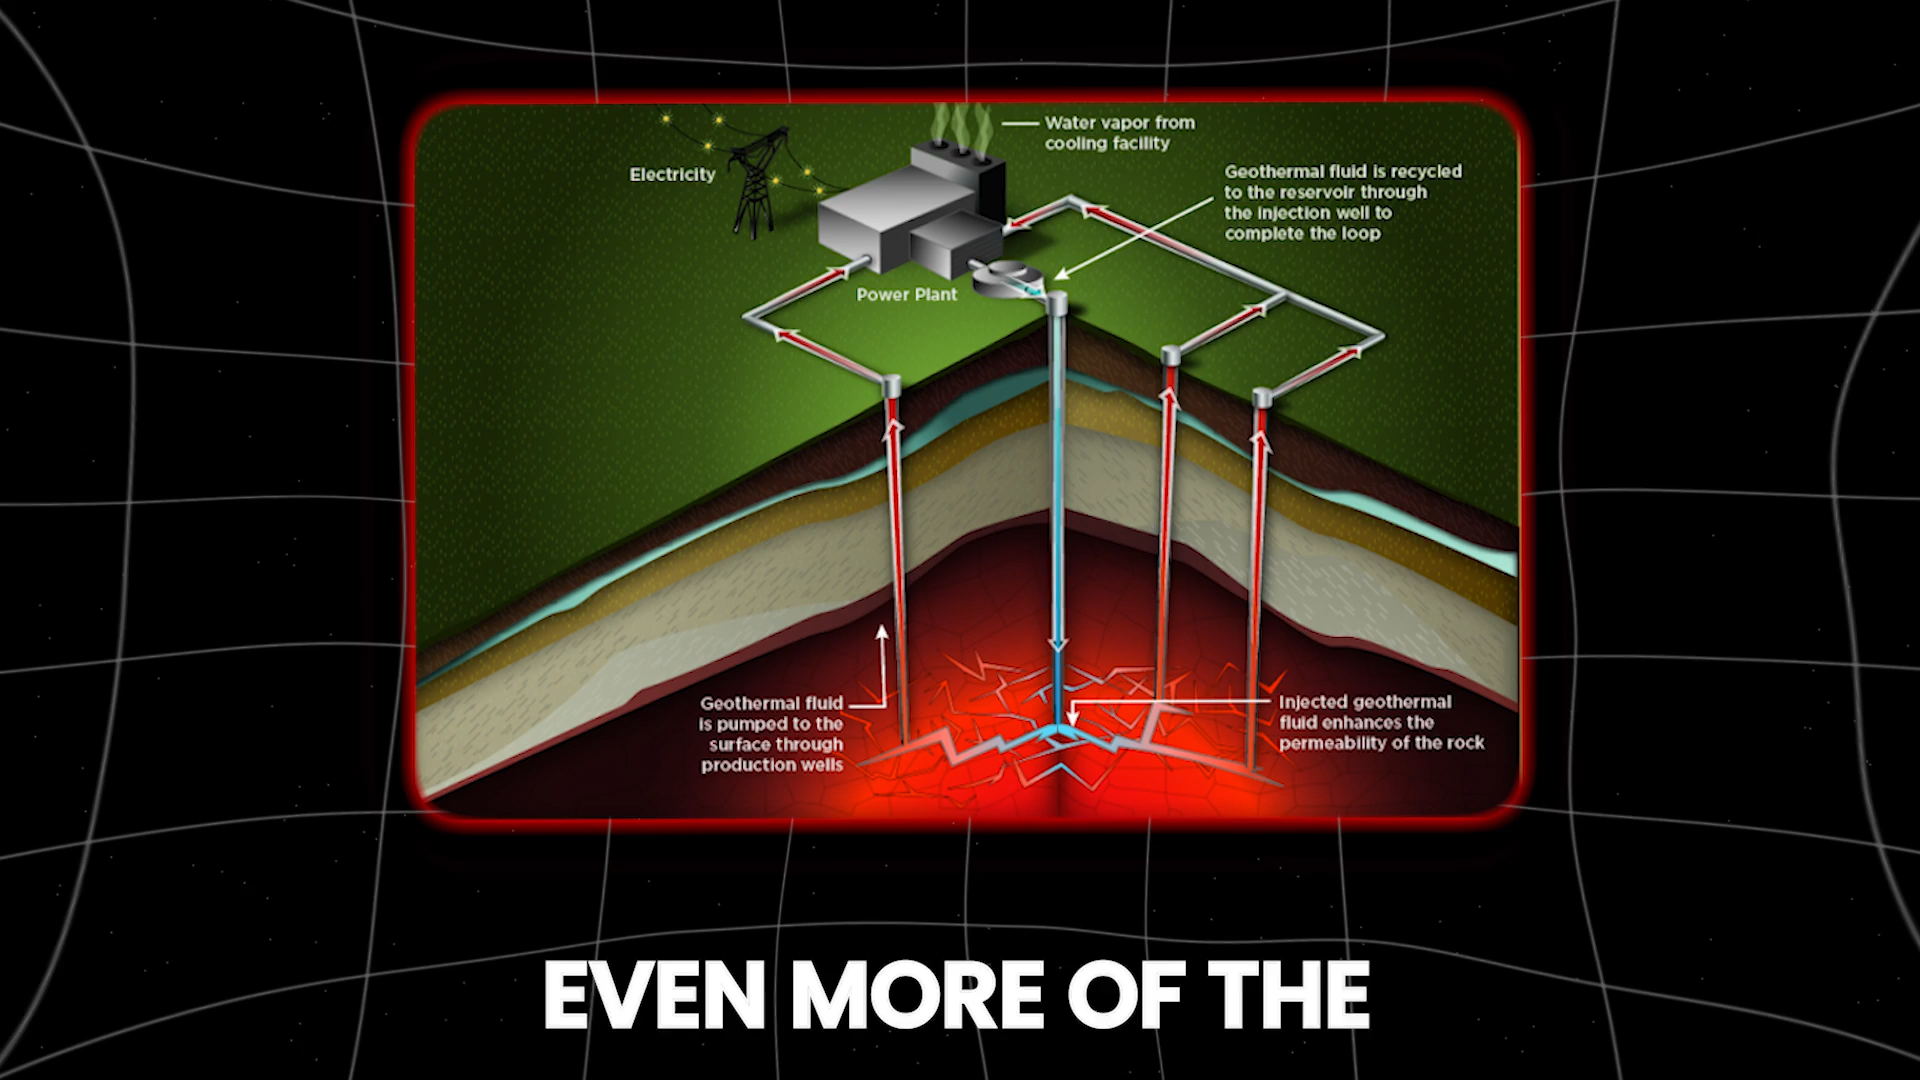 Water vapor from
cooling facility
Electricity
Geothermal fluid is recycled
to the reservoir through
the injection well to
complete the loop
Power Plant
Geothermal fluid
is pumped to the
surface through
production wells
Injected geothermal
fluid enhances the
permeability of the rock
EVEN MORE OF THE